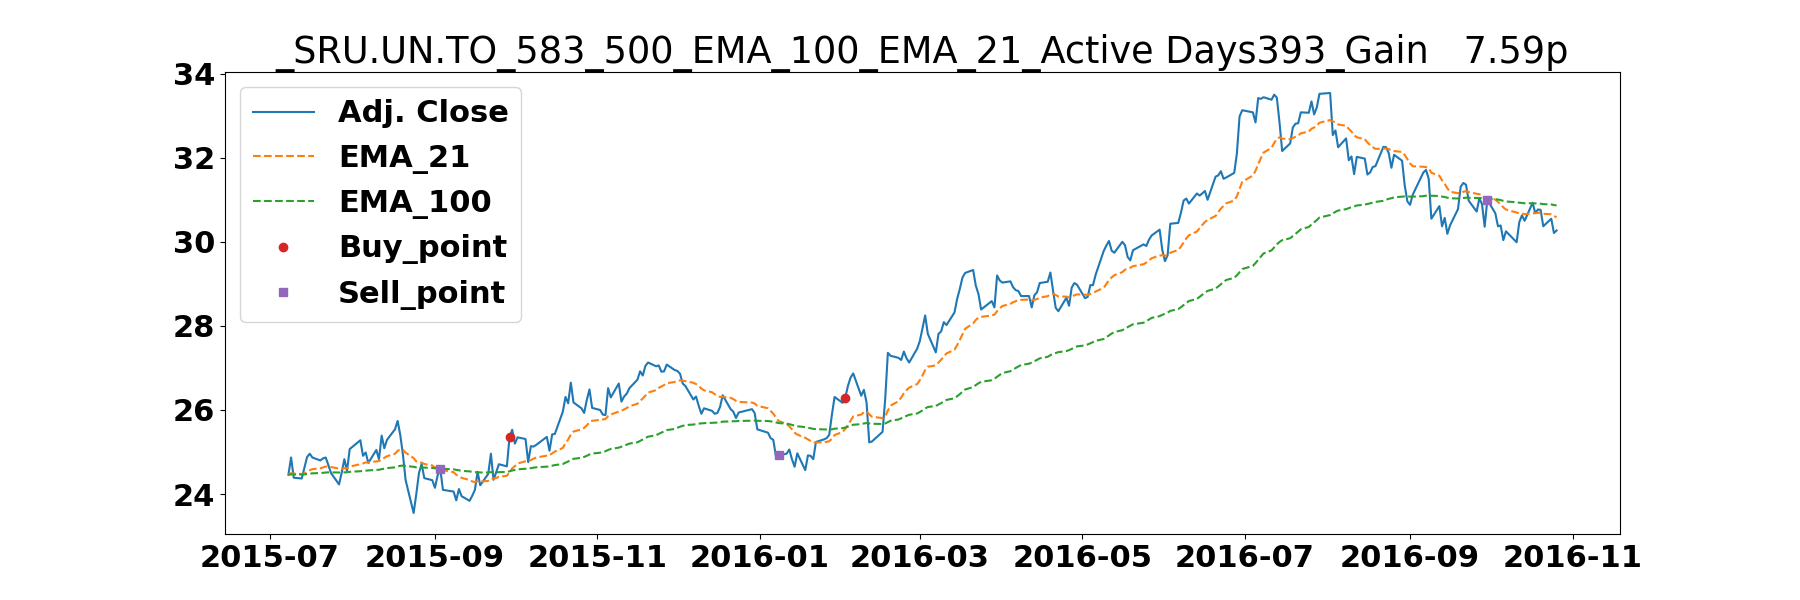 _SRU.UN.TO_583_500_EMA_100_EMA_21_Active Days393_Gain   7.59p
34
32
30
28
26
24
Adj. Close
EMA_21
EMA_100
Buy_point
Sell_point
2015-07 2015-09 2015-11 2016-01 2016-03 2016-05 2016-07 2016-09 2016-11